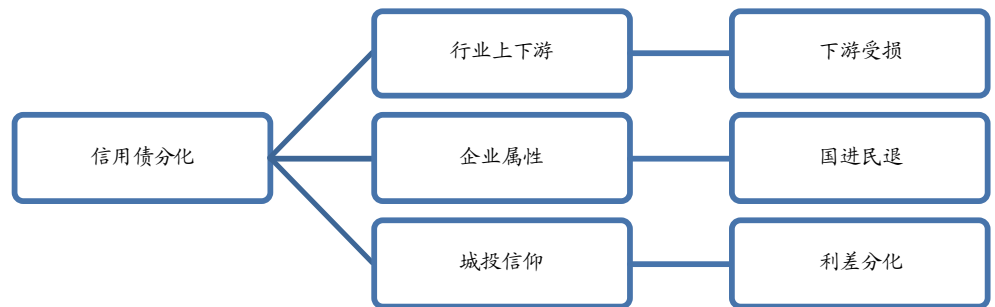 行业上下游
下游受损
信用债分化
企业属性
国进民退
城投信仰
利差分化